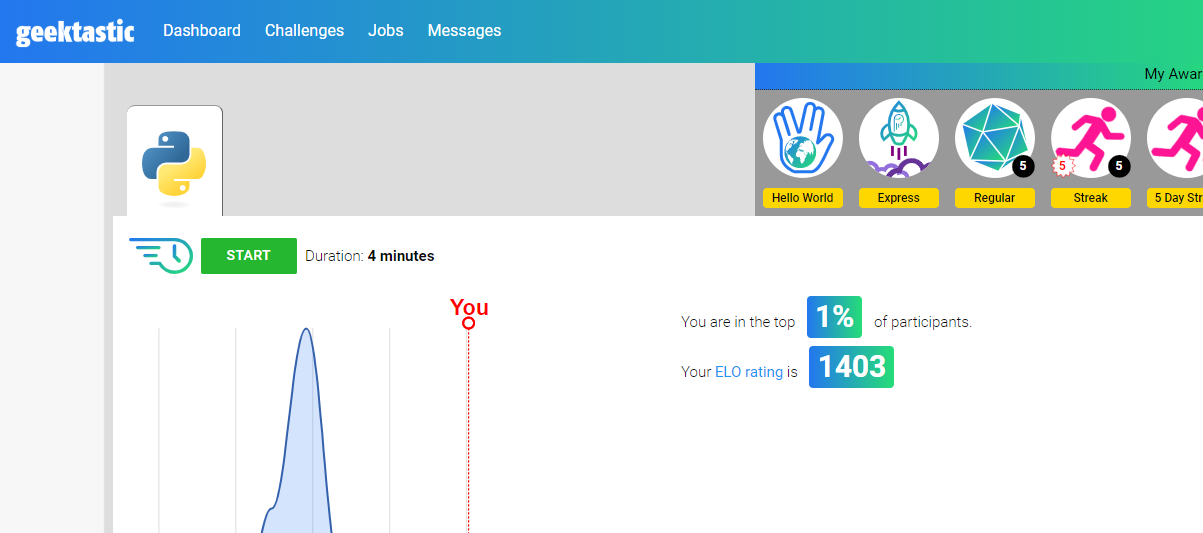 geektastic Dashboard Challenges Jobs Messages
My Awar
5 5 5
Hello World Express Regular Streak 5 Day Str
START Duration: 4 minutes
You
You are in the top 1% of participants.
Your ELO rating is 1403